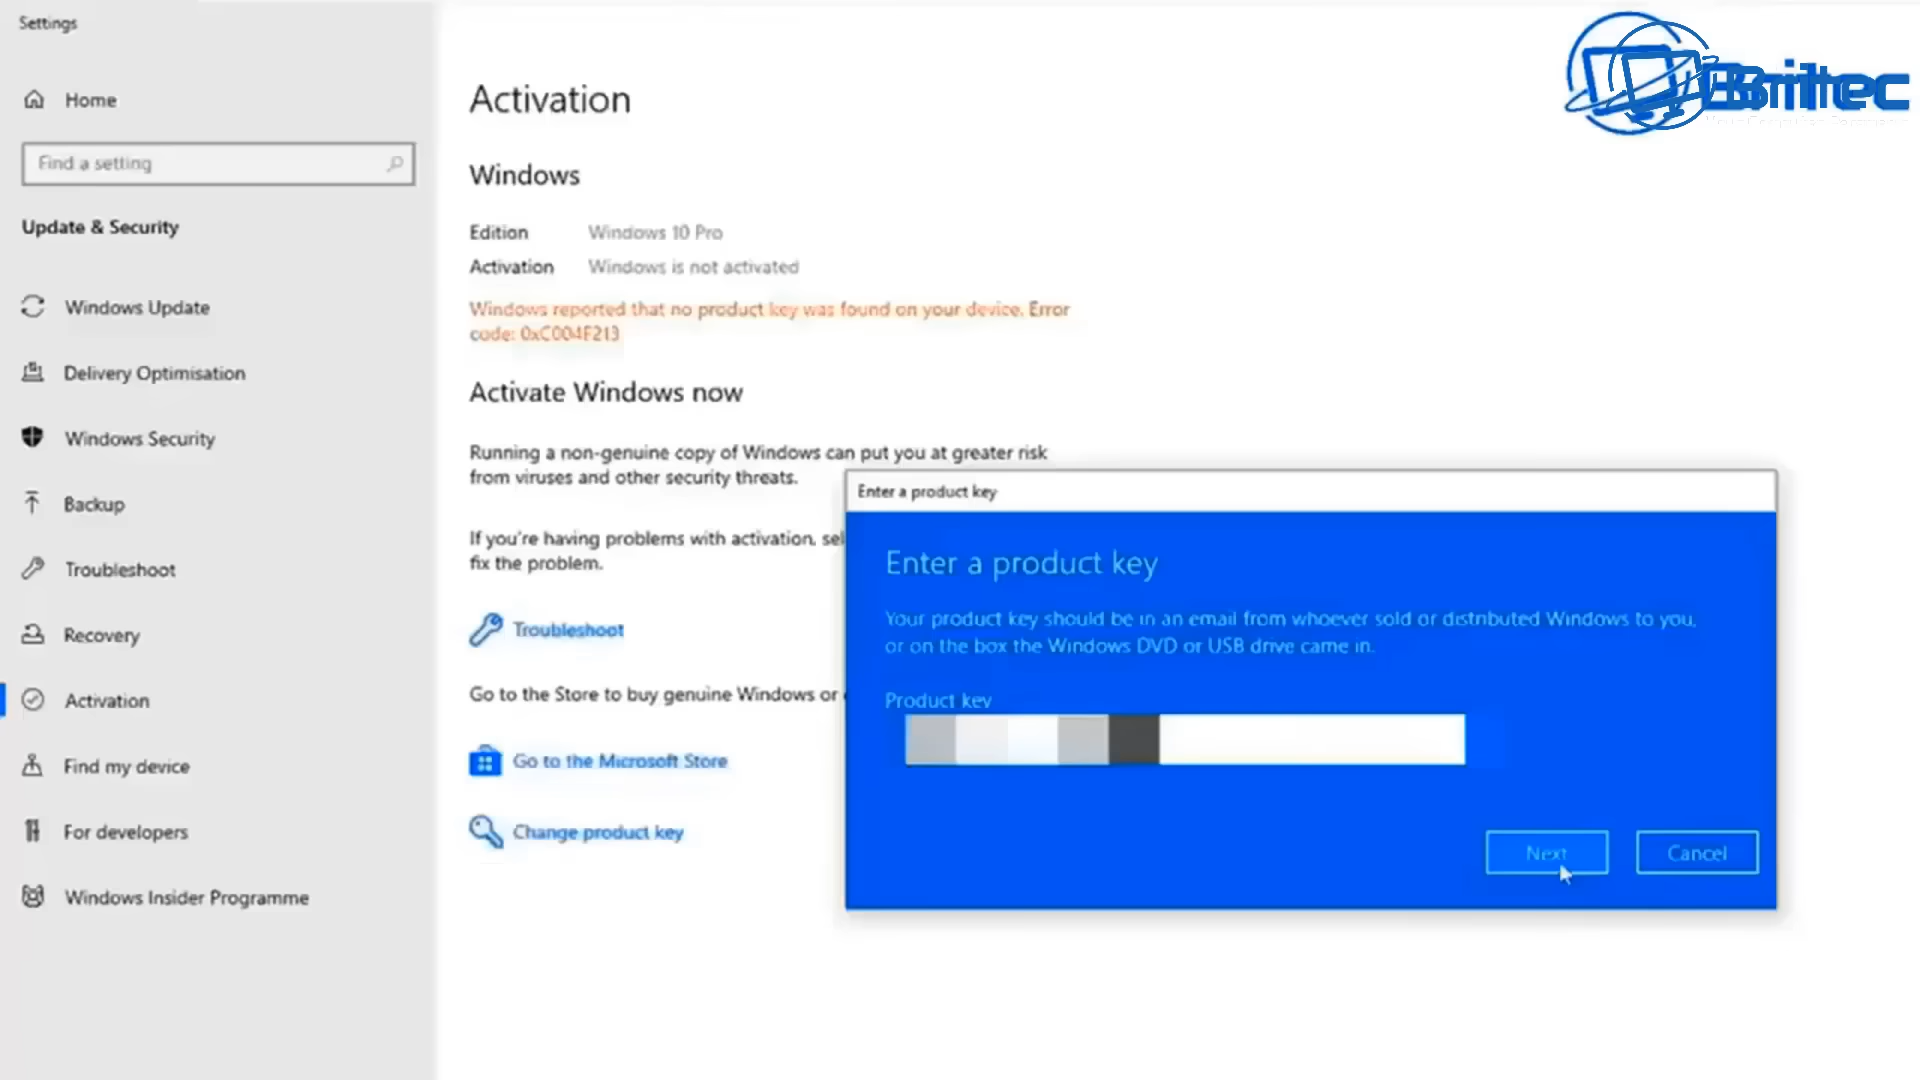 Settings
Home
Find a setting
Update & Security
Windows Update
Delivery Optimisation
Windows Security
Backup
Troubleshoot
Recovery
Activation
Find my device
For developers
Windows Insider Programme
Activation
Windows
Edition Windows 10 Pro
Activation Windows is not activated
Windows reported that no product key was found on your device. Error
code: 0xC004F213
Activate Windows now
Running a non-genuine copy of Windows can put you at greater risk
from viruses and other security threats.
If you're having problems with activation, sel
fix the problem.
Troubleshoot
Go to the Store to buy genuine Windows or
Go to the Microsoft Store
Change product key
Enter a product key
Enter a product key
Your product key should be in an email from whoever sold or distributed Windows to you,
or on the box the Windows DVD or USB drive came in.
Product key
Next Cancel
Britec